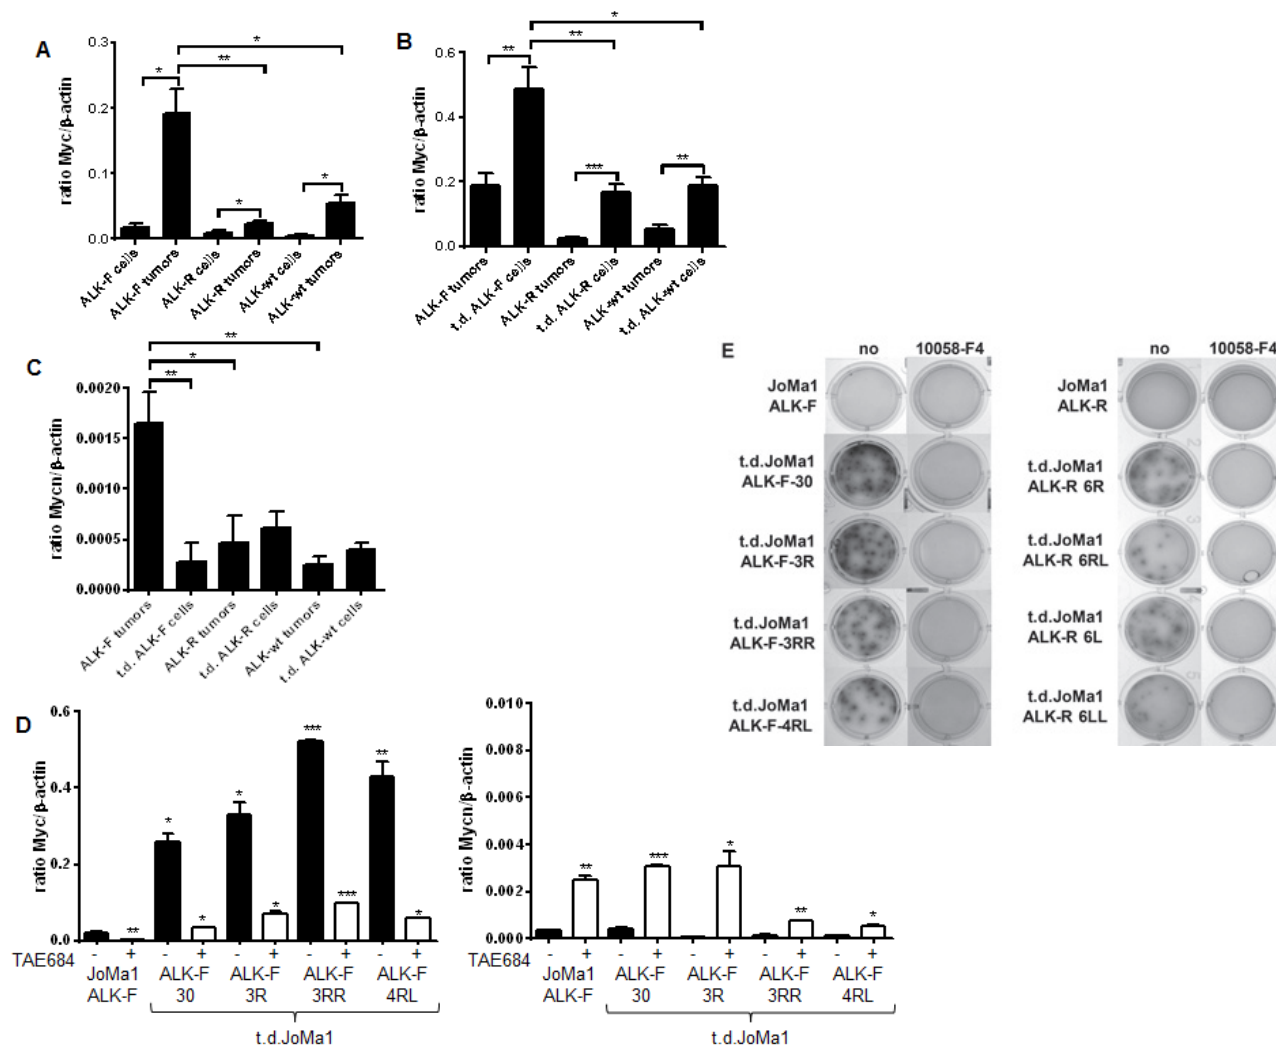 A
ratio Myc/β-actin
0.3
0.2
0.1
0.0
*
*
**
*
*
ALK-F cells
ALK-F tumors
ALK-R cells
ALK-R tumors
ALK-wt cells
ALK-wt tumors
B
ratio Myc/β-actin
0.6
0.4
0.2
0.0
*
**
**
***
**
ALK-F tumors
t.d. ALK-F cells
ALK-R tumors
t.d. ALK-R cells
ALK-wt tumors
t.d. ALK-wt cells
C
ratio Mycn/β-actin
0.0020
0.0015
0.0010
0.0005
0.0000
**
*
**
ALK-F tumors
t.d. ALK-F cells
ALK-R tumors
t.d. ALK-R cells
ALK-wt tumors
t.d. ALK-wt cells
D
ratio Myc/β-actin
0.6
0.4
0.2
0.0
** * * * * *** *** ** *
TAE684 - + - + - + - + - +
JoMa1 ALK-F ALK-F ALK-F ALK-F
ALK-F 30 3R 3RR 4RL
t.d.JoMa1
ratio Mycn/β-actin
0.010
0.008
0.006
0.004
0.002
0.000
** *** * ** *
TAE684 - + - + - + - + - +
JoMa1 ALK-F ALK-F ALK-F ALK-F
ALK-F 30 3R 3RR 4RL
t.d.JoMa1
E
no 10058-F4
JoMa1
ALK-F
t.d.JoMa1
ALK-F-30
t.d.JoMa1
ALK-F-3R
t.d.JoMa1
ALK-F-3RR
t.d.JoMa1
ALK-F-4RL
no 10058-F4
JoMa1
ALK-R
t.d.JoMa1
ALK-R 6R
t.d.JoMa1
ALK-R 6RL
t.d.JoMa1
ALK-R 6L
t.d.JoMa1
ALK-R 6LL